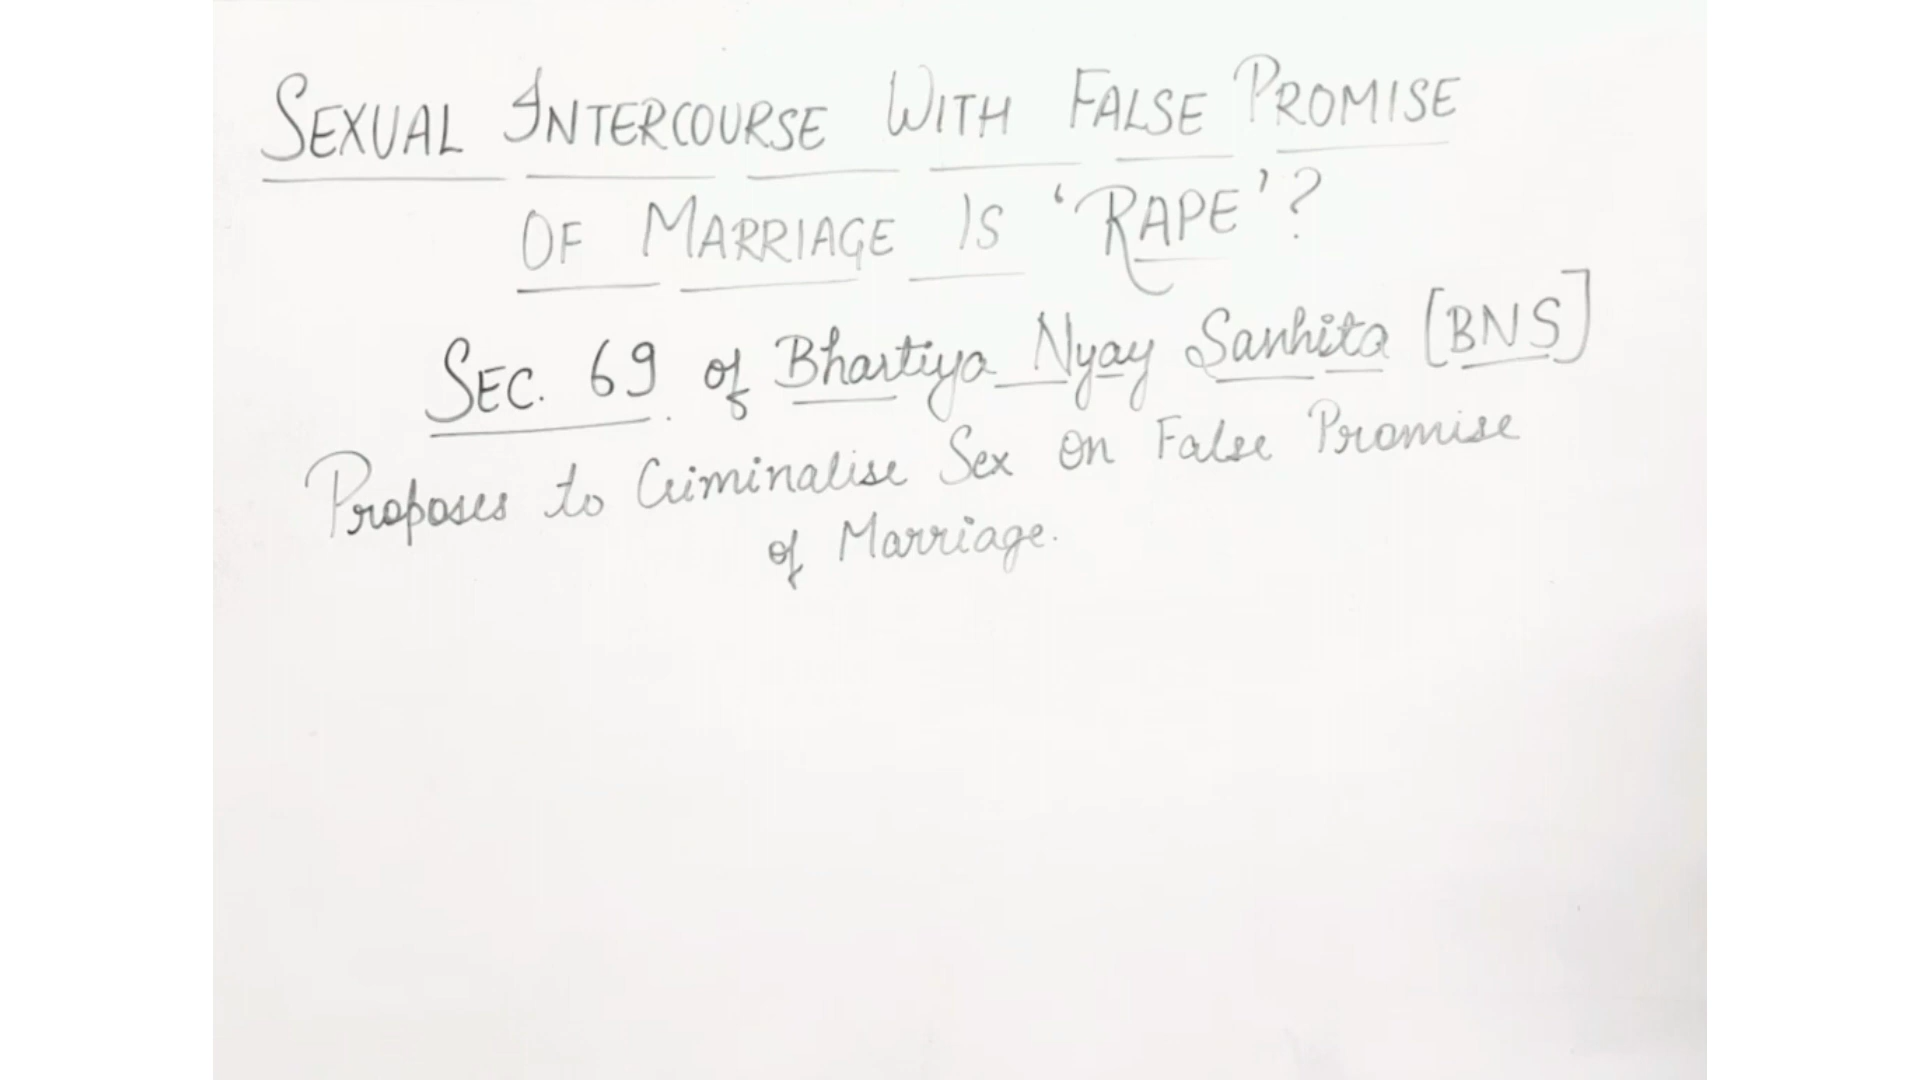 SEXUAL INTERCOURSE WITH FALSE PROMISE
OF MARRIAGE IS 'RAPE'?
SEC. 69 of Bhartiya Nyay Sanhita [BNS]
Proposes to Criminalise Sex on False Promise
of Marriage.